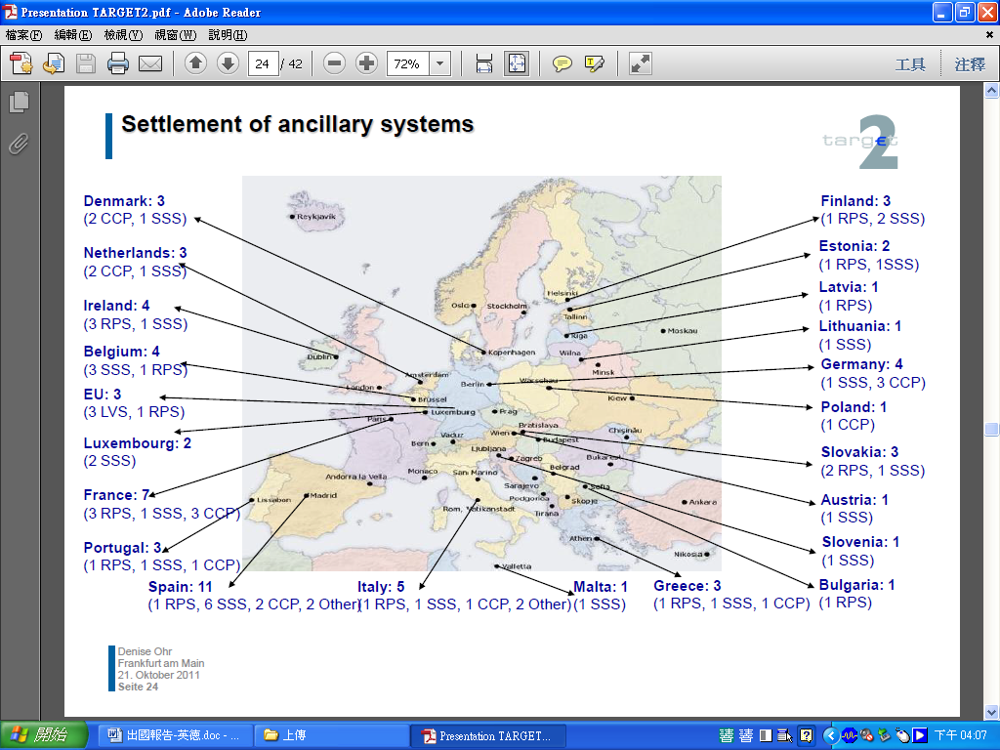 Presentation TARGET2.pdf - Adobe Reader
檔案(F) 編輯(E) 檢視(V) 視窗(W) 說明(H)
24 / 42 72% 工具 注釋
Settlement of ancillary systems
target 2
Denmark: 3
(2 CCP, 1 SSS)
Netherlands: 3
(2 CCP, 1 SSS)
Ireland: 4
(3 RPS, 1 SSS)
Belgium: 4
(3 SSS, 1 RPS)
EU: 3
(3 LVS, 1 RPS)
Luxembourg: 2
(2 SSS)
France: 7
(3 RPS, 1 SSS, 3 CCP)
Portugal: 3
(1 RPS, 1 SSS, 1 CCP)
Spain: 11
(1 RPS, 6 SSS, 2 CCP, 2 Other)
Italy: 5
(1 RPS, 1 SSS, 1 CCP, 2 Other)
Malta: 1
(1 SSS)
Greece: 3
(1 RPS, 1 SSS, 1 CCP)
Finland: 3
(1 RPS, 2 SSS)
Estonia: 2
(1 RPS, 1SSS)
Latvia: 1
(1 RPS)
Lithuania: 1
(1 SSS)
Germany: 4
(1 SSS, 3 CCP)
Poland: 1
(1 CCP)
Slovakia: 3
(2 RPS, 1 SSS)
Austria: 1
(1 SSS)
Slovenia: 1
(1 SSS)
Bulgaria: 1
(1 RPS)
Reykjavík
Helsinki
Oslo
Stockholm
Tallinn
Riga
Moskau
Kopenhagen
Wilna
Minsk
Dublin
Amsterdam
Berlin
Warschau
London
Brüssel
Kiew
Luxemburg
Prag
Paris
Bratislava
Vaduz
Wien
Chişinău
Bern
Budapest
Ljubljana
Zagreb
Bukarest
Monaco
San Marino
Belgrad
Andorra la Vella
Sarajevo
Sofia
Lissabon
Madrid
Podgorica
Skopje
Ankara
Rom, Vatikanstadt
Tirana
Athen
Nikosia
Valletta
Denise Ohr
Frankfurt am Main
21. Oktober 2011
Seite 24
開始 出國報告-英德.doc - ... 上傳 Presentation TARGET... 下午 04:07